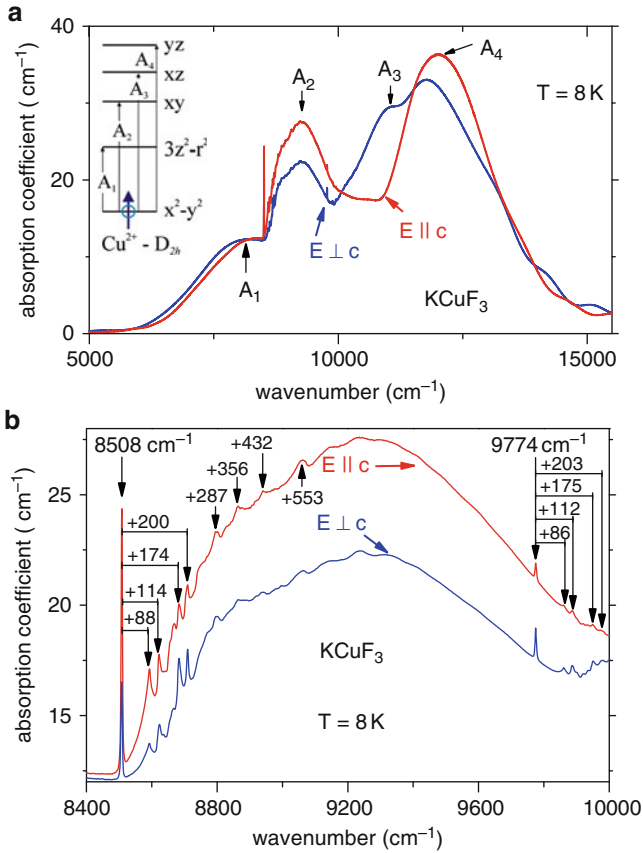 a
40
30
20
10
0
absorption coefficient ( cm⁻¹)
yz
A₄
xz
A₃
xy
A₂
3z²-r²
A₁
x²-y²
Cu²⁺ - D₂ₕ
A₁
A₂
A₃
A₄
T = 8 K
E ⊥ c
E || c
KCuF₃
5000 10000 15000
wavenumber (cm⁻¹)
b
25
20
15
absorption coefficient ( cm⁻¹)
8508 cm⁻¹
+200
+174
+114
+88
+287
+356
+432
+553
E || c
E ⊥ c
9774 cm⁻¹
+203
+175
+112
+86
KCuF₃
T = 8 K
8400 8800 9200 9600 10000
wavenumber (cm⁻¹)